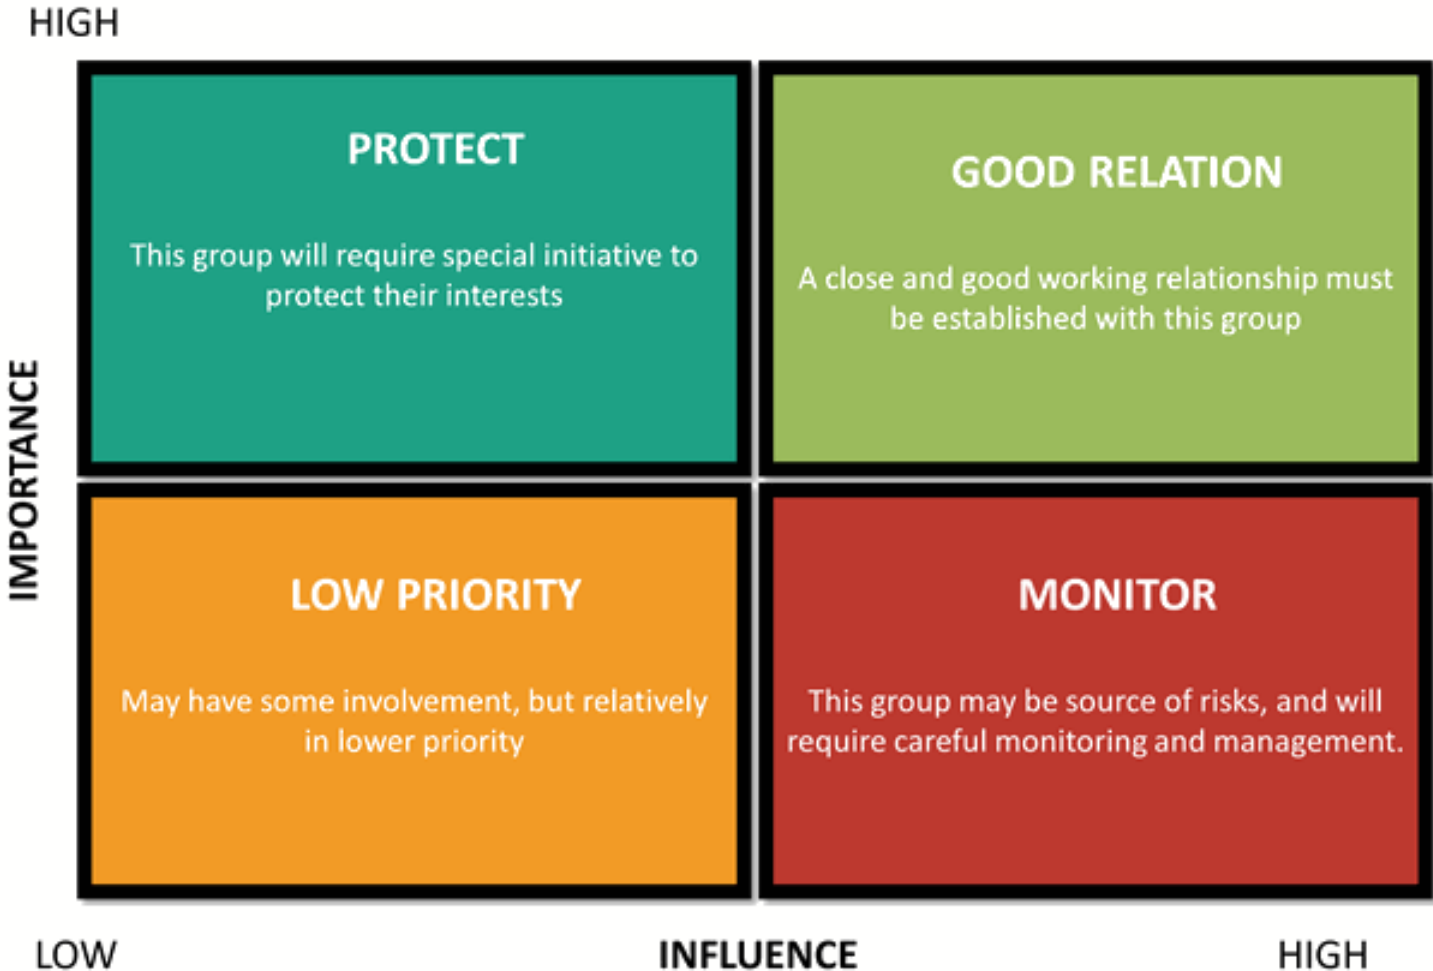 HIGH
PROTECT
This group will require special initiative to
protect their interests
GOOD RELATION
A close and good working relationship must
be established with this group
IMPORTANCE
LOW PRIORITY
May have some involvement, but relatively
in lower priority
MONITOR
This group may be source of risks, and will
require careful monitoring and management.
LOW
INFLUENCE
HIGH